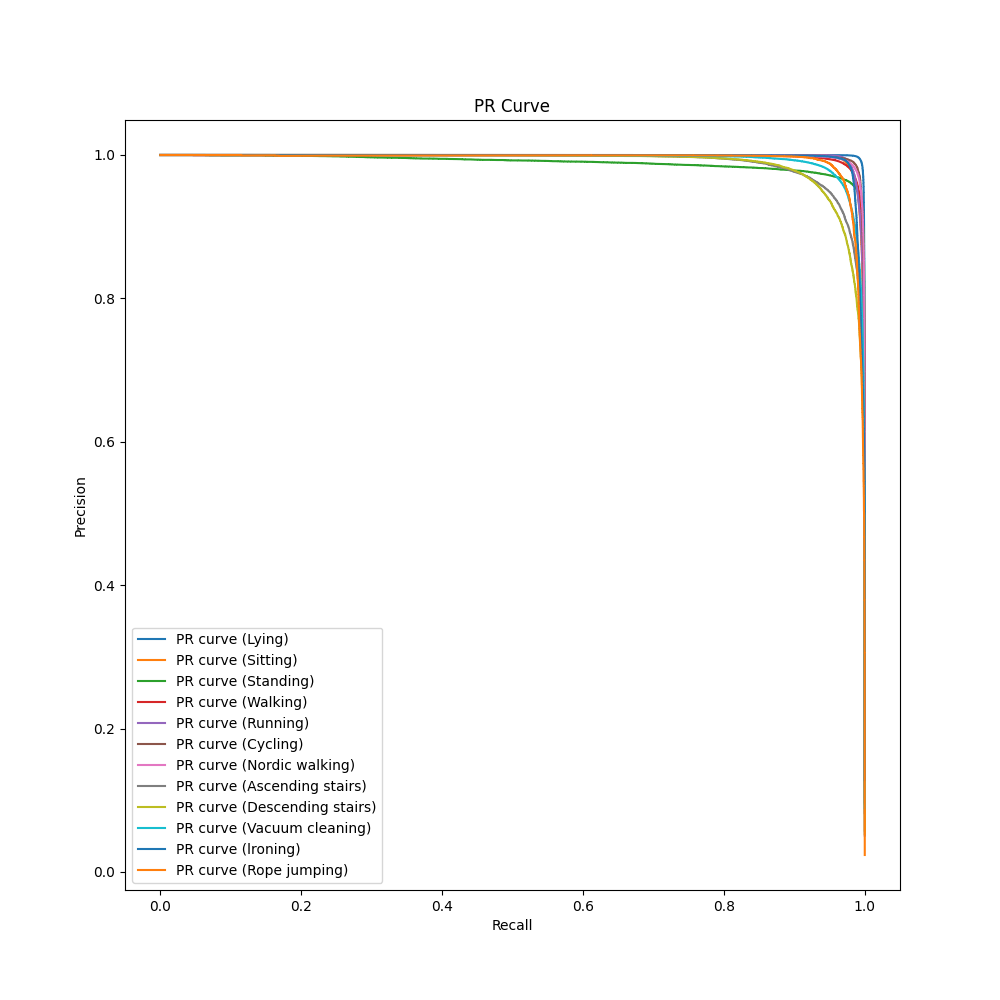 PR Curve
1.0
0.8
0.6
0.4
0.2
0.0
Precision
PR curve (Lying)
PR curve (Sitting)
PR curve (Standing)
PR curve (Walking)
PR curve (Running)
PR curve (Cycling)
PR curve (Nordic walking)
PR curve (Ascending stairs)
PR curve (Descending stairs)
PR curve (Vacuum cleaning)
PR curve (lroning)
PR curve (Rope jumping)
0.0 0.2 0.4 0.6 0.8 1.0
Recall